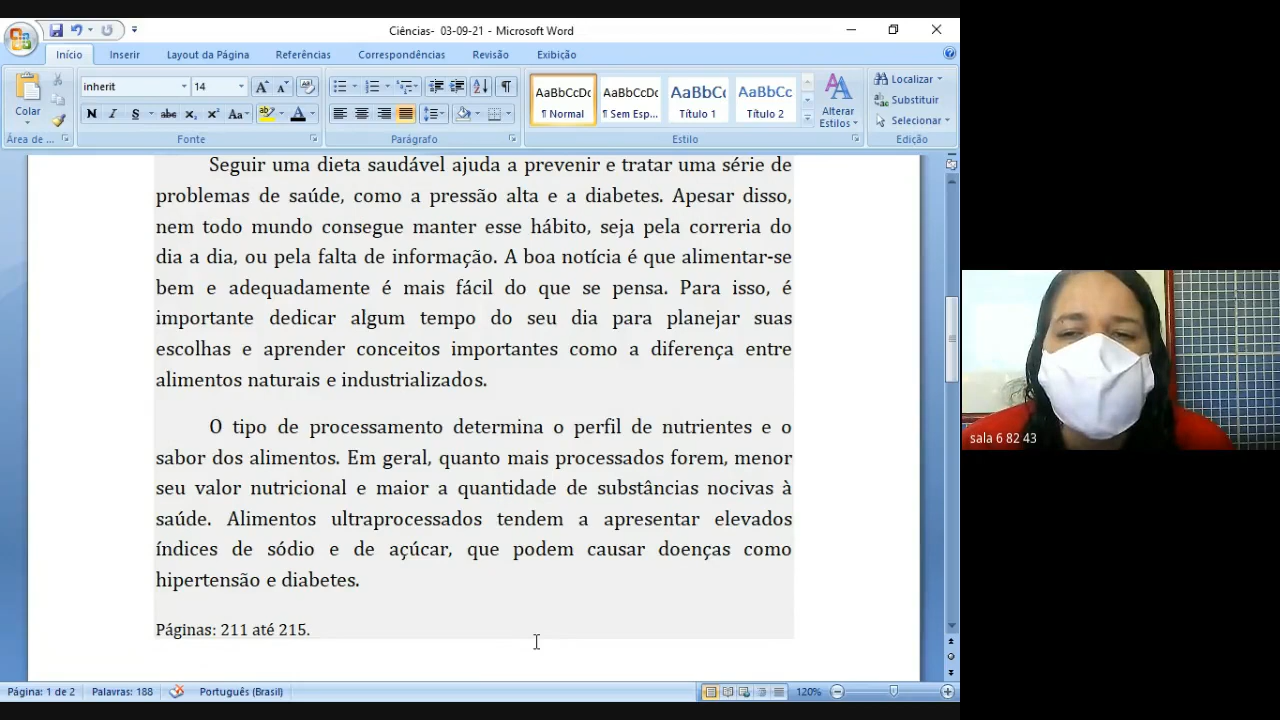 Ciências- 03-09-21 - Microsoft Word
Início Inserir Layout da Página Referências Correspondências Revisão Exibição
inherit 14
Colar
AaBbCcDc AaBbCcDc AaBbCc AaBbCc
¶ Normal ¶ Sem Esp... Título 1 Título 2
Alterar Estilos
Localizar
Substituir
Selecionar
Área de ... Fonte Parágrafo Estilo Edição
Seguir uma dieta saudável ajuda a prevenir e tratar uma série de
problemas de saúde, como a pressão alta e a diabetes. Apesar disso,
nem todo mundo consegue manter esse hábito, seja pela correria do
dia a dia, ou pela falta de informação. A boa notícia é que alimentar-se
bem e adequadamente é mais fácil do que se pensa. Para isso, é
importante dedicar algum tempo do seu dia para planejar suas
escolhas e aprender conceitos importantes como a diferença entre
alimentos naturais e industrializados.
O tipo de processamento determina o perfil de nutrientes e o
sabor dos alimentos. Em geral, quanto mais processados forem, menor
seu valor nutricional e maior a quantidade de substâncias nocivas à
saúde. Alimentos ultraprocessados tendem a apresentar elevados
índices de sódio e de açúcar, que podem causar doenças como
hipertensão e diabetes.
Páginas: 211 até 215.
Página: 1 de 2 Palavras: 188 Português (Brasil) 120%
sala 6 82 43